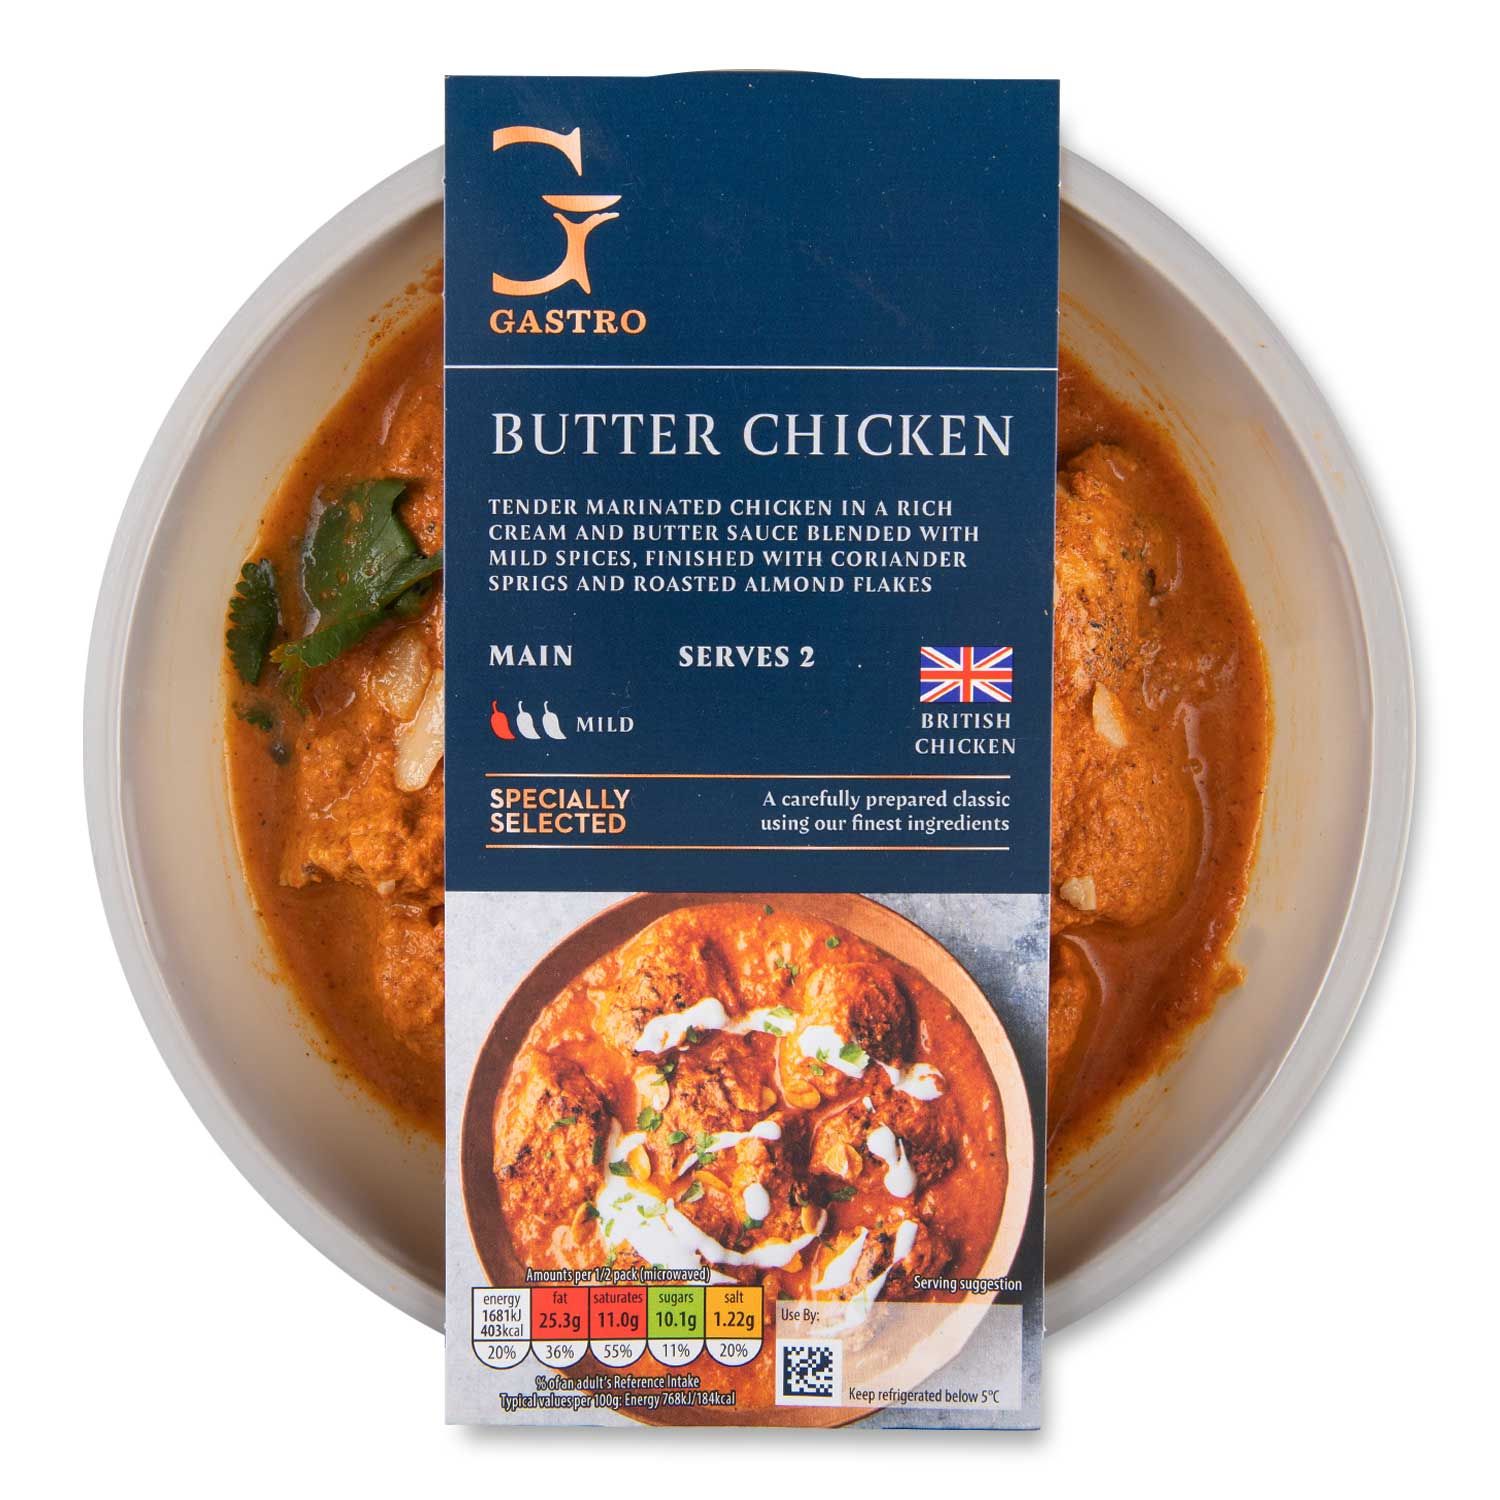 GASTRO
BUTTER CHICKEN
TENDER MARINATED CHICKEN IN A RICH
CREAM AND BUTTER SAUCE BLENDED WITH
MILD SPICES, FINISHED WITH CORIANDER
SPRIGS AND ROASTED ALMOND FLAKES
MAIN SERVES 2
MILD
BRITISH
CHICKEN
SPECIALLY
SELECTED
A carefully prepared classic
using our finest ingredients
Serving suggestion
Amounts per 1/2 pack (microwaved)
energy fat saturates sugars salt
1681kJ 25.3g 11.0g 10.1g 1.22g
403kcal
20% 36% 55% 11% 20%
% of an adult's Reference Intake
Typical values per 100g: Energy 768kJ/184kcal
Use By:
Keep refrigerated below 5°C